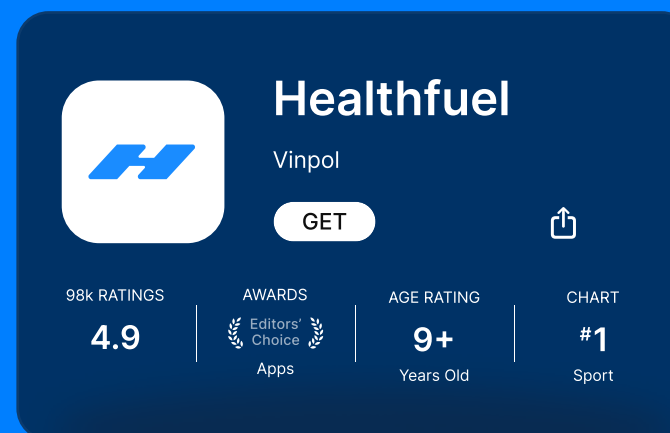 Healthfuel
Vinpol
GET
98k RATINGS
4.9
AWARDS
Editors'
Choice
Apps
AGE RATING
9+
Years Old
CHART
#1
Sport